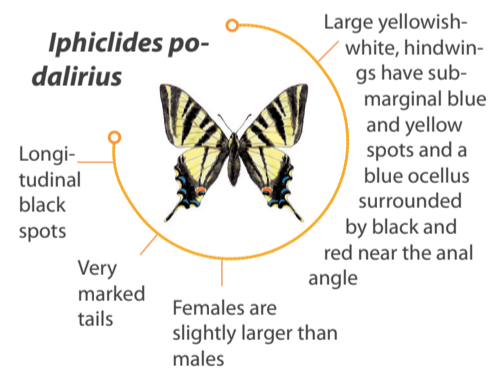 Iphiclides po-
dalirius
Large yellowish-
white, hindwin-
gs have sub-
marginal blue
and yellow
spots and a
blue ocellus
surrounded
by black and
red near the anal
angle
Longi-
tudinal
black
spots
Very
marked
tails
Females are
slightly larger than
males